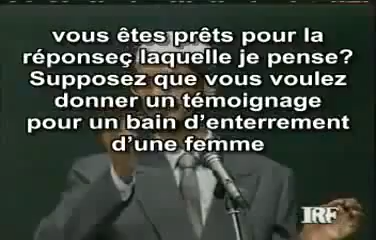 vous êtes prêts pour la
réponseç laquelle je pense?
Supposez que vous voulez
donner un témoignage
pour un bain d'enterrement
d'une femme
IRF